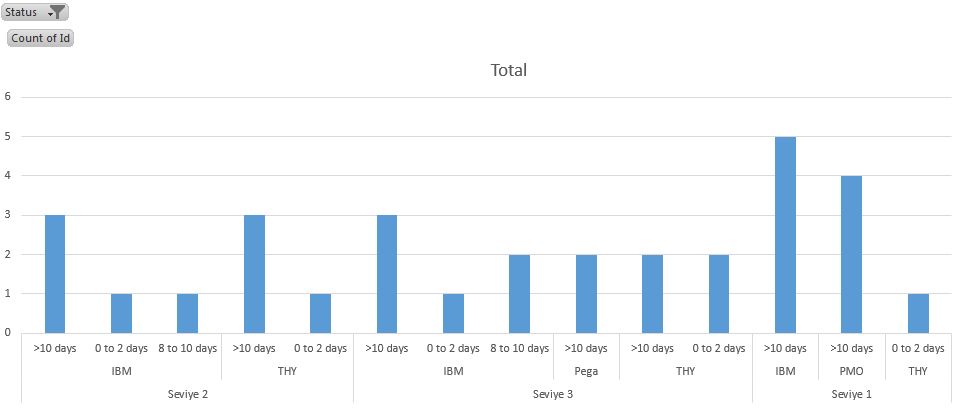 Status
Count of Id
Total
6
5
4
3
2
1
0
>10 days 0 to 2 days 8 to 10 days >10 days 0 to 2 days >10 days 0 to 2 days 8 to 10 days >10 days >10 days 0 to 2 days >10 days >10 days 0 to 2 days
IBM THY IBM Pega THY IBM PMO THY
Seviye 2 Seviye 3 Seviye 1